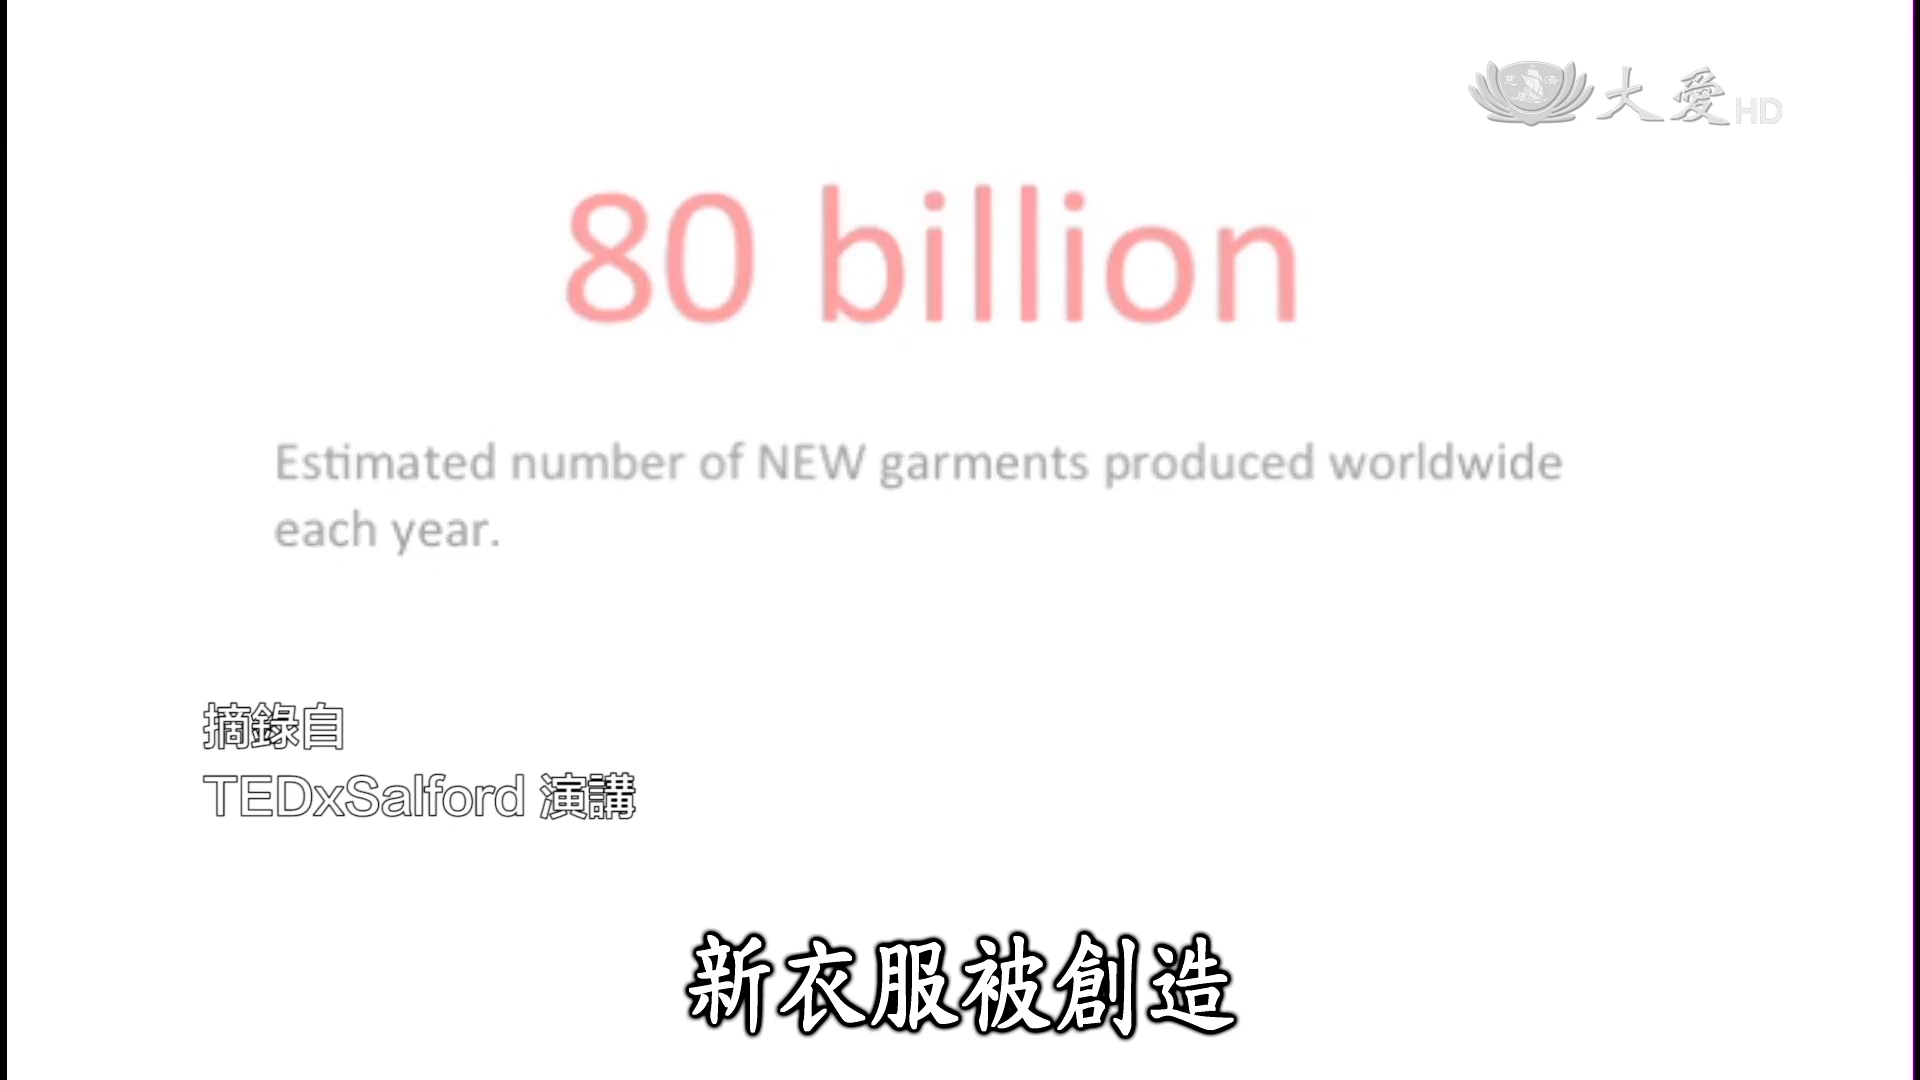 大愛HD
80 billion
Estimated number of NEW garments produced worldwide
each year.
摘錄自
TEDxSalford 演講
新衣服被創造